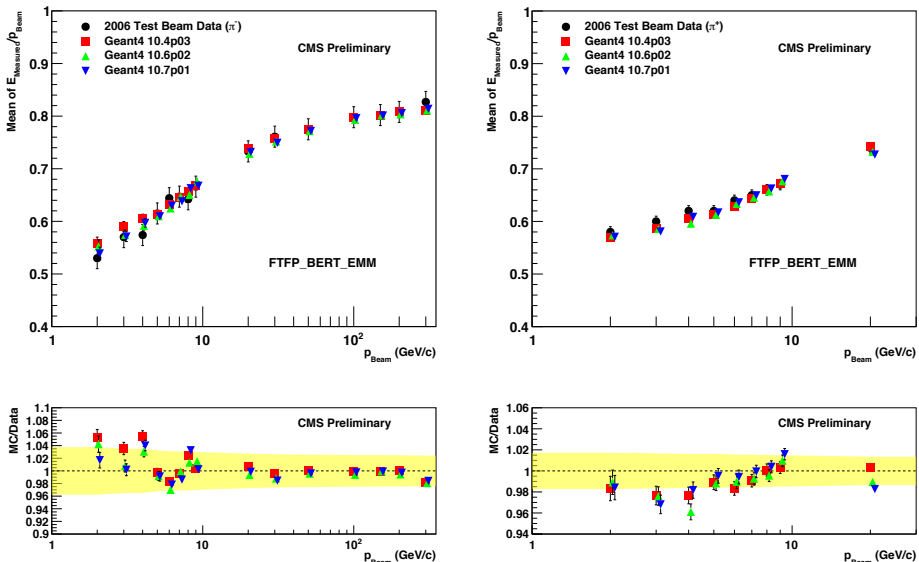 Mean of E_Measured/p_Beam
1
0.9
0.8
0.7
0.6
0.5
0.4
2006 Test Beam Data (π⁻)
Geant4 10.4p03
Geant4 10.6p02
Geant4 10.7p01
CMS Preliminary
FTFP_BERT_EMM
1
10
10²
p_Beam (GeV/c)
Mean of E_Measured/p_Beam
1
0.9
0.8
0.7
0.6
0.5
0.4
2006 Test Beam Data (π⁺)
Geant4 10.4p03
Geant4 10.6p02
Geant4 10.7p01
CMS Preliminary
FTFP_BERT_EMM
1
10
p_Beam (GeV/c)
MC/Data
1.1
1.08
1.06
1.04
1.02
1
0.98
0.96
0.94
0.92
0.9
CMS Preliminary
1
10
10²
p_Beam (GeV/c)
MC/Data
1.06
1.04
1.02
1
0.98
0.96
0.94
CMS Preliminary
1
10
p_Beam (GeV/c)